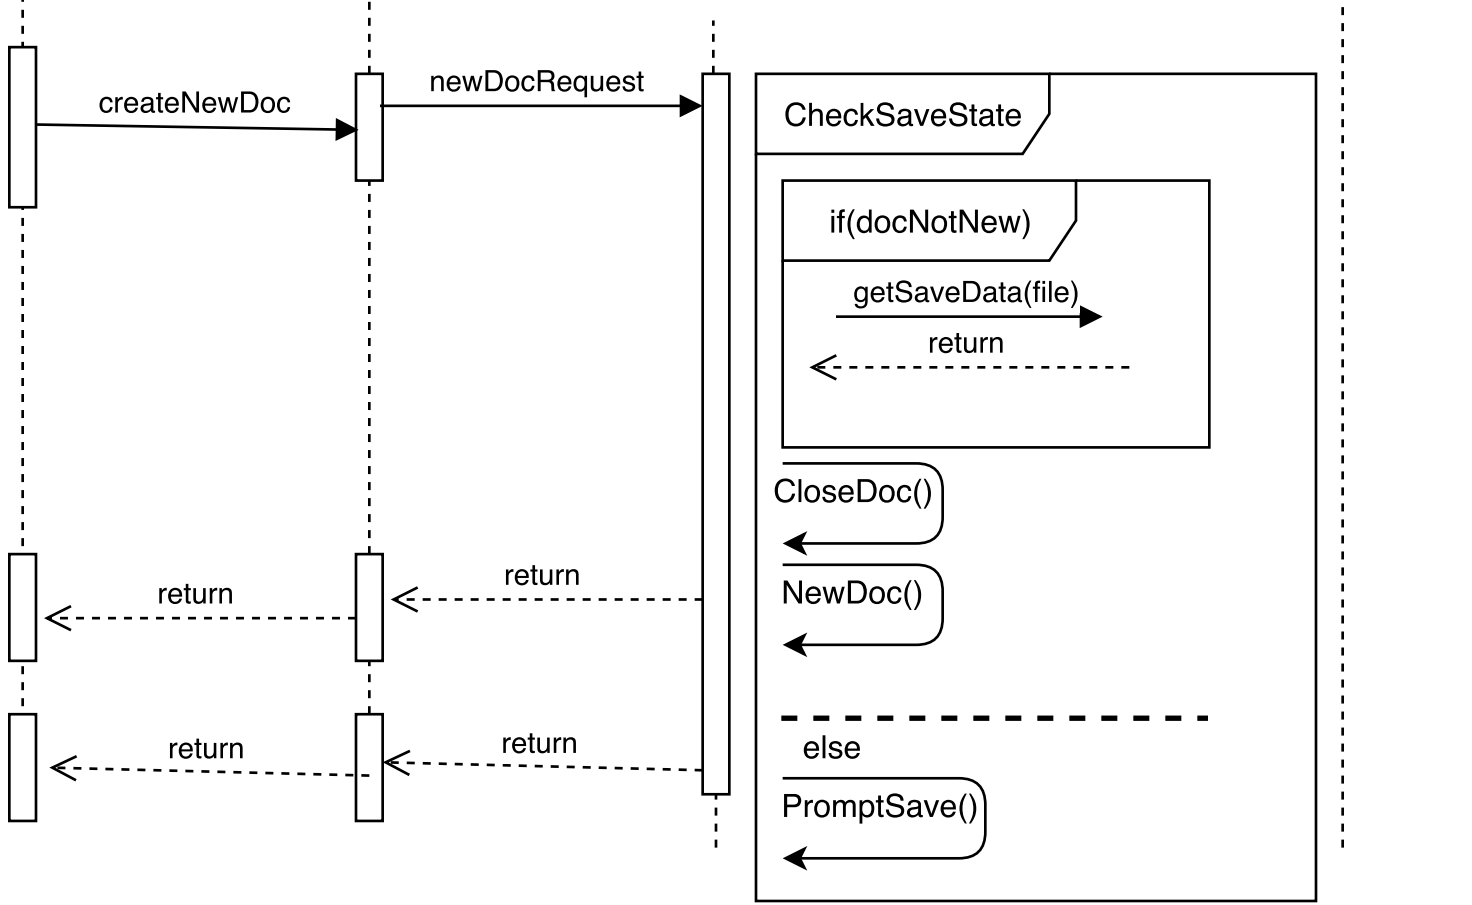 createNewDoc
newDocRequest
CheckSaveState
if(docNotNew)
getSaveData(file)
return
CloseDoc()
return
return
NewDoc()
return
return
else
PromptSave()